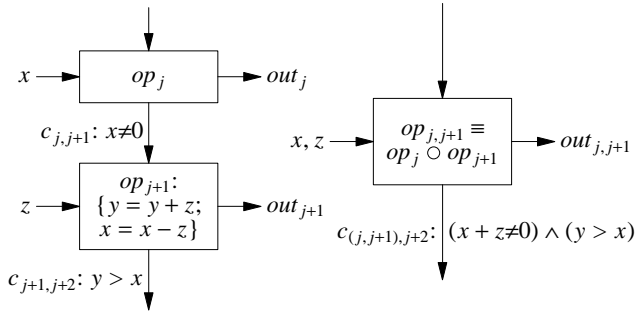 x
op_j
out_j
c_{j,j+1}: x≠0
z
op_{j+1}:
{y = y + z;
x = x − z}
out_{j+1}
c_{j+1,j+2}: y > x
x, z
op_{j,j+1} ≡
op_j ○ op_{j+1}
out_{j,j+1}
c_{(j,j+1),j+2}: (x + z≠0) ∧ (y > x)